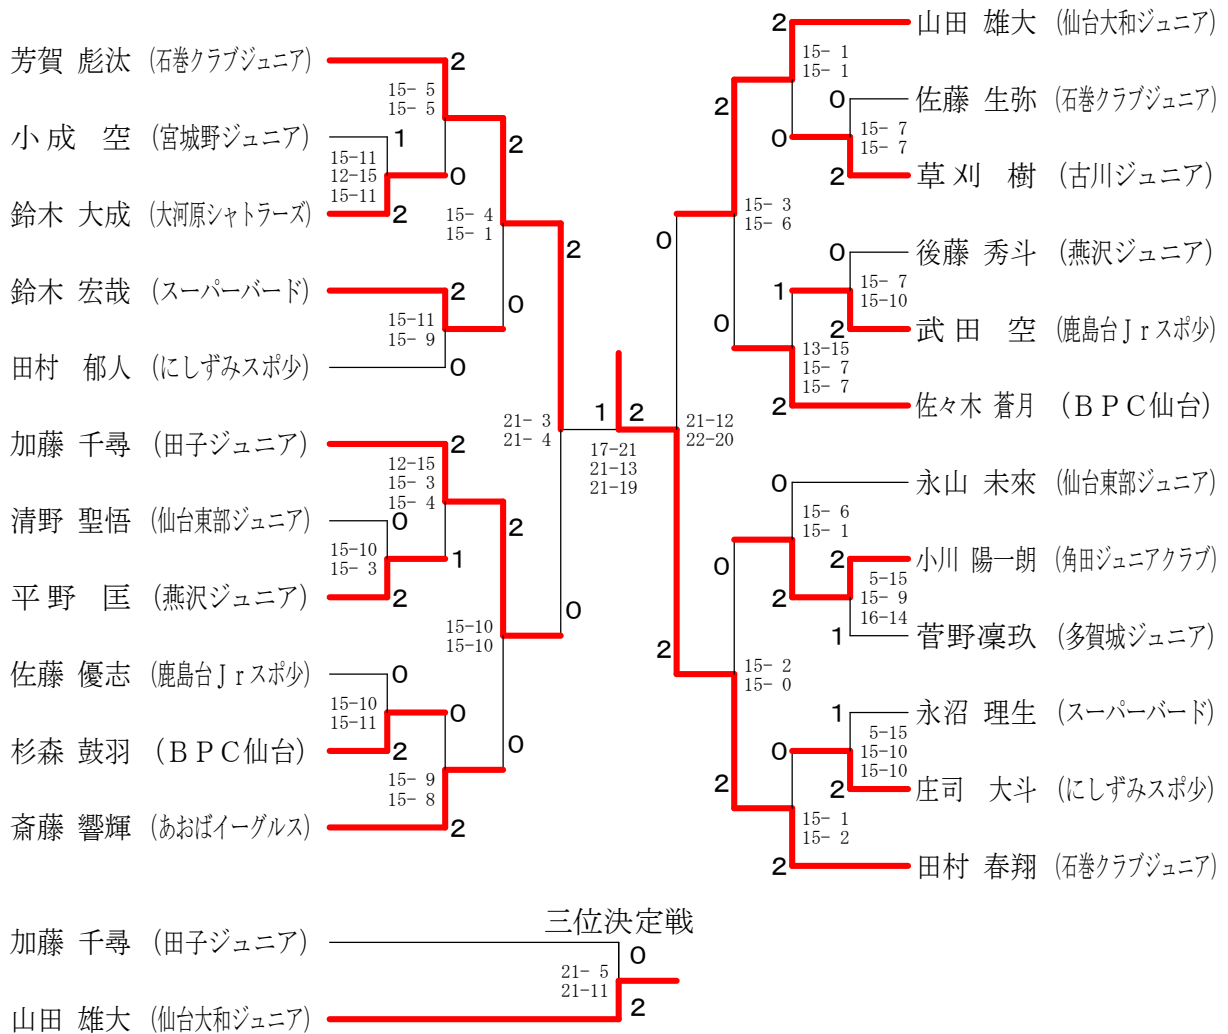 芳賀 彪汰 (石巻クラブジュニア) 2
15- 5
15- 5
小成 空 (宮城野ジュニア) 1
15-11
12-15
15-11
0
2
鈴木 大成 (大河原シャトラーズ) 2
15- 4
15- 1
2
鈴木 宏哉 (スーパーバード) 2
0
15-11
15- 9
田村 郁人 (にしずみスポ少) 0
21- 3
21- 4
加藤 千尋 (田子ジュニア) 2
12-15
15- 3
15- 4
清野 聖悟 (仙台東部ジュニア) 0
2
15-10
15- 3
1
平野 匡 (燕沢ジュニア) 2
0
15-10
15-10
佐藤 優志 (鹿島台Jrスポ少) 0
15-10
15-11
0
杉森 鼓羽 (BPC仙台) 2
0
15- 9
15- 8
斎藤 響輝 (あおばイーグルス) 2
1 2
17-21
21-13
21-19
2 山田 雄大 (仙台大和ジュニア)
15- 1
15- 1
0 佐藤 生弥 (石巻クラブジュニア)
2
15- 7
15- 7
0
2 草刈 樹 (古川ジュニア)
15- 3
15- 6
0
0 後藤 秀斗 (燕沢ジュニア)
15- 7
15-10
1
0
2 武田 空 (鹿島台Jrスポ少)
13-15
15- 7
15- 7
2 佐々木 蒼月 (BPC仙台)
21-12
22-20
0 永山 未來 (仙台東部ジュニア)
15- 6
15- 1
2 小川 陽一朗 (角田ジュニアクラブ)
0
5-15
15- 9
16-14
2
1 菅野凜玖 (多賀城ジュニア)
2
15- 2
15- 0
1 永沼 理生 (スーパーバード)
5-15
15-10
15-10
0
2
2 庄司 大斗 (にしずみスポ少)
15- 1
15- 2
2 田村 春翔 (石巻クラブジュニア)
三位決定戦
加藤 千尋 (田子ジュニア) 0
21- 5
21-11
山田 雄大 (仙台大和ジュニア) 2